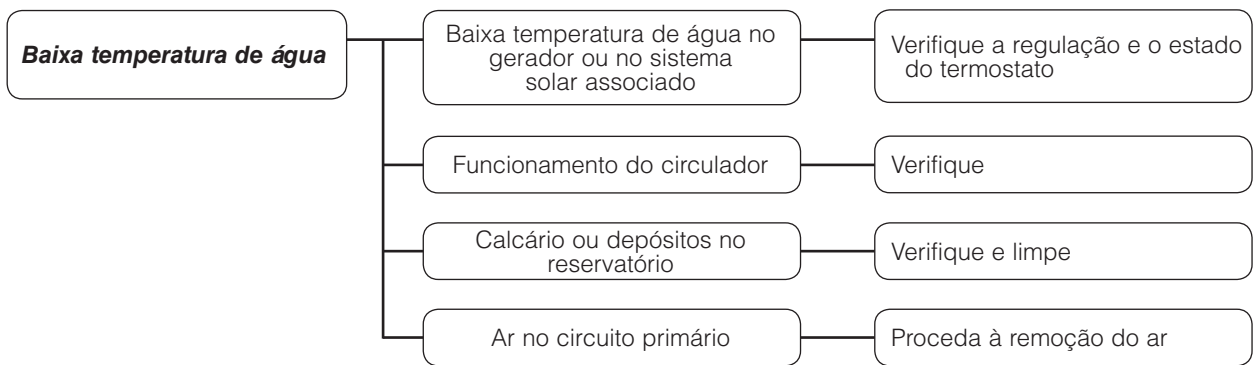 Baixa temperatura de água
Baixa temperatura de água no
gerador ou no sistema
solar associado
Verifique a regulação e o estado
do termostato
Funcionamento do circulador
Verifique
Calcário ou depósitos no
reservatório
Verifique e limpe
Ar no circuito primário
Proceda à remoção do ar